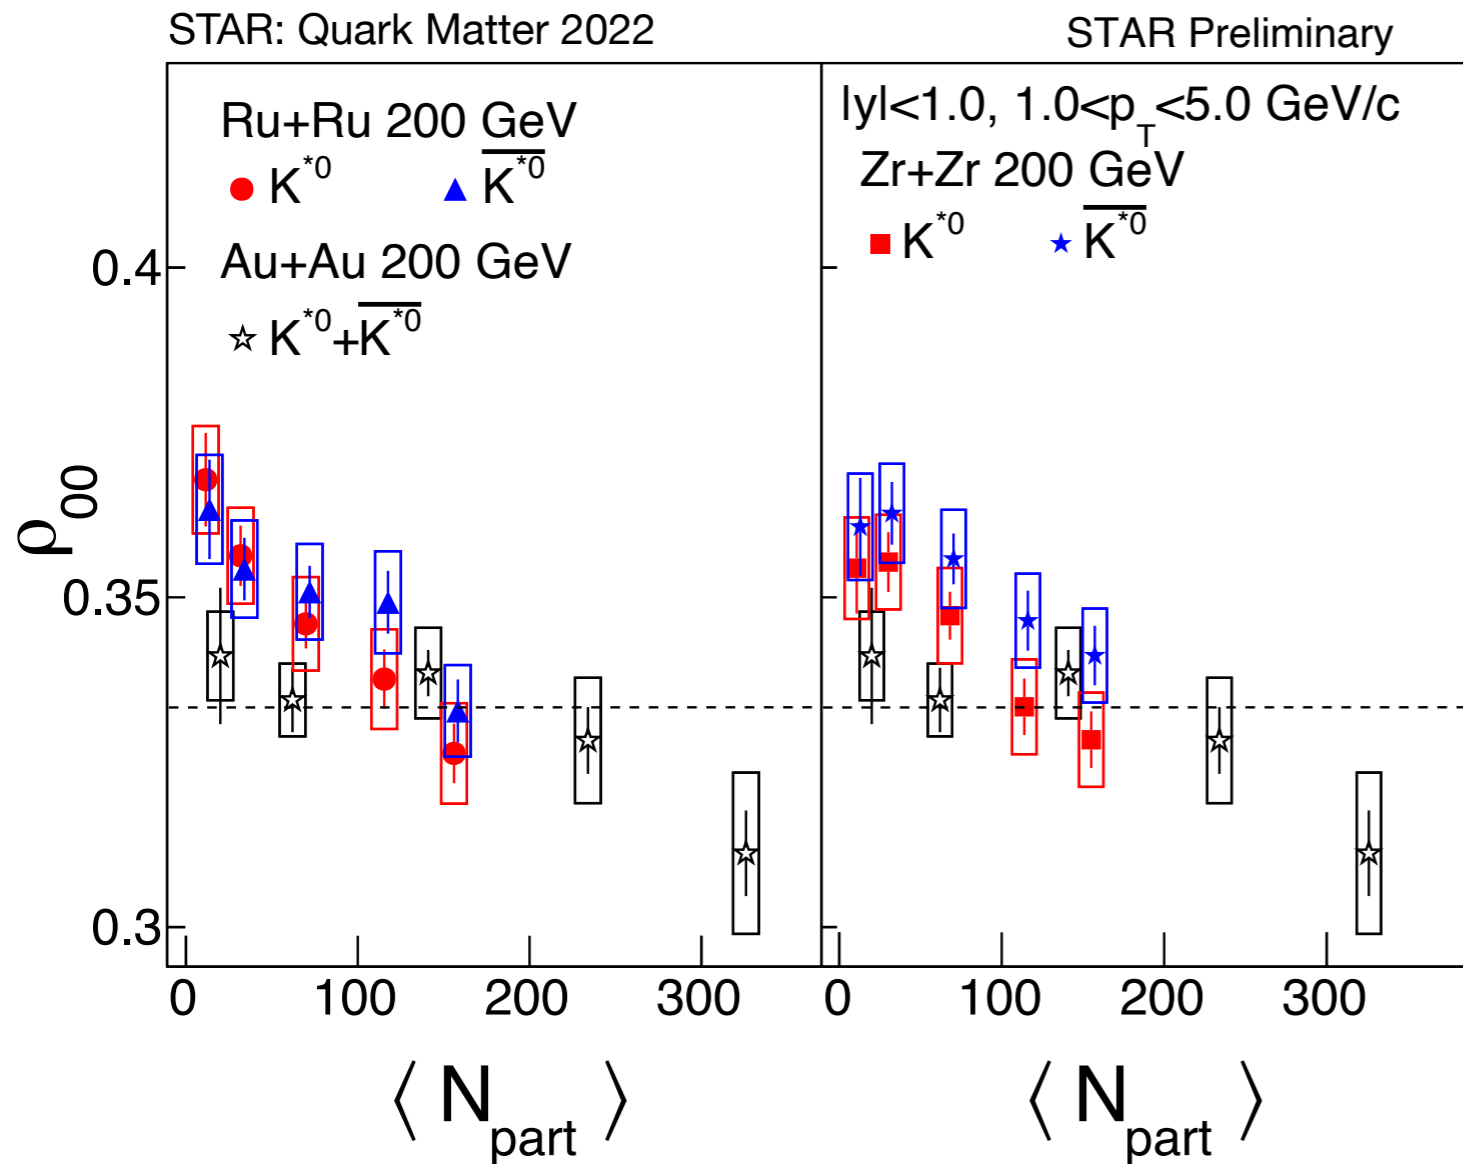 STAR: Quark Matter 2022
STAR Preliminary
Ru+Ru 200 GeV
K*0 K*0
Au+Au 200 GeV
K*0+K*0
|y|<1.0, 1.0<pT<5.0 GeV/c
Zr+Zr 200 GeV
K*0 K*0
ρ00
0.4
0.35
0.3
0 100 200 300
0 100 200 300
⟨ Npart ⟩
⟨ Npart ⟩